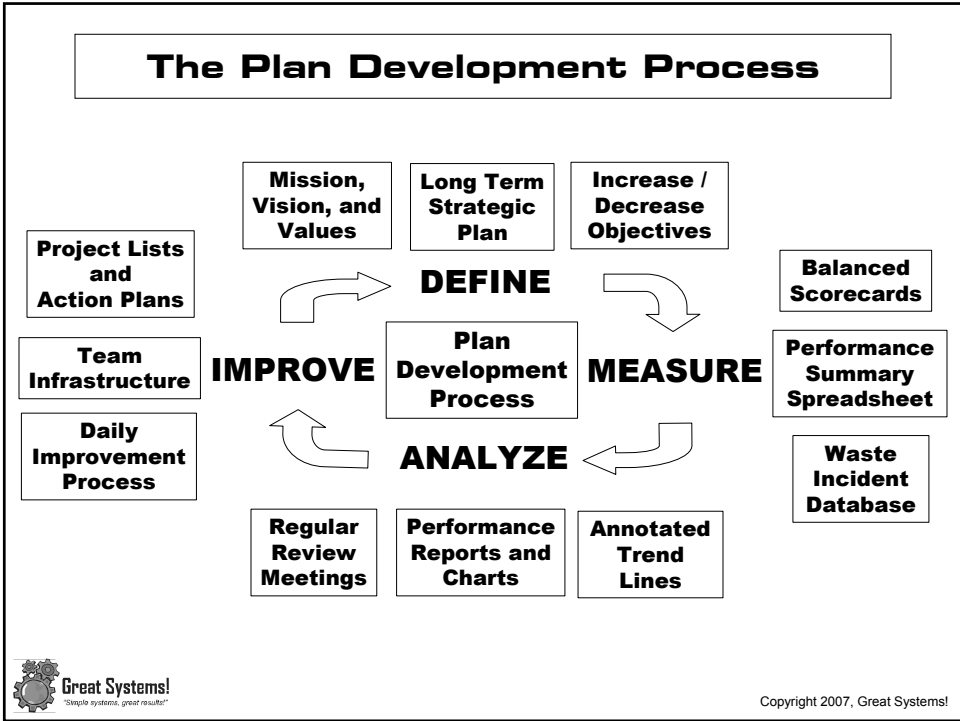 The Plan Development Process
Mission,
Vision, and
Values
Long Term
Strategic
Plan
Increase /
Decrease
Objectives
Project Lists
and
Action Plans
DEFINE
Balanced
Scorecards
Team
Infrastructure
IMPROVE
Plan
Development
Process
MEASURE
Performance
Summary
Spreadsheet
Daily
Improvement
Process
ANALYZE
Waste
Incident
Database
Regular
Review
Meetings
Performance
Reports and
Charts
Annotated
Trend
Lines
Great Systems!
"Simple systems, great results!"
Copyright 2007, Great Systems!